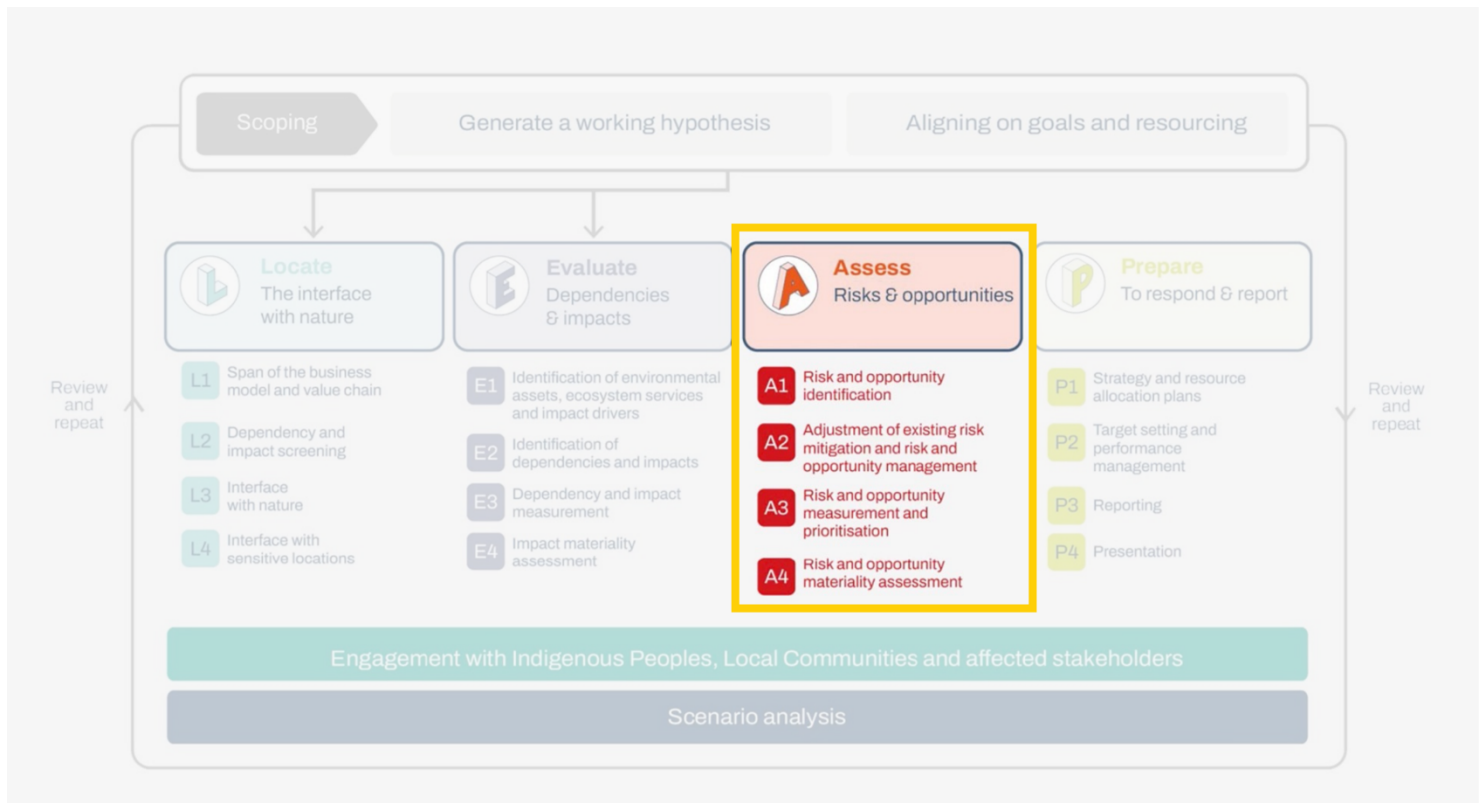 Scoping
Generate a working hypothesis
Aligning on goals and resourcing
L
Locate
The interface
with nature
E
Evaluate
Dependencies
& impacts
A
Assess
Risks & opportunities
P
Prepare
To respond & report
Review
and
repeat
L1
Span of the business
model and value chain
L2
Dependency and
impact screening
L3
Interface
with nature
L4
Interface with
sensitive locations
E1
Identification of environmental
assets, ecosystem services
and impact drivers
E2
Identification of
dependencies and impacts
E3
Dependency and impact
measurement
E4
Impact materiality
assessment
A1
Risk and opportunity
identification
A2
Adjustment of existing risk
mitigation and risk and
opportunity management
A3
Risk and opportunity
measurement and
prioritisation
A4
Risk and opportunity
materiality assessment
P1
Strategy and resource
allocation plans
P2
Target setting and
performance
management
P3
Reporting
P4
Presentation
Review
and
repeat
Engagement with Indigenous Peoples, Local Communities and affected stakeholders
Scenario analysis